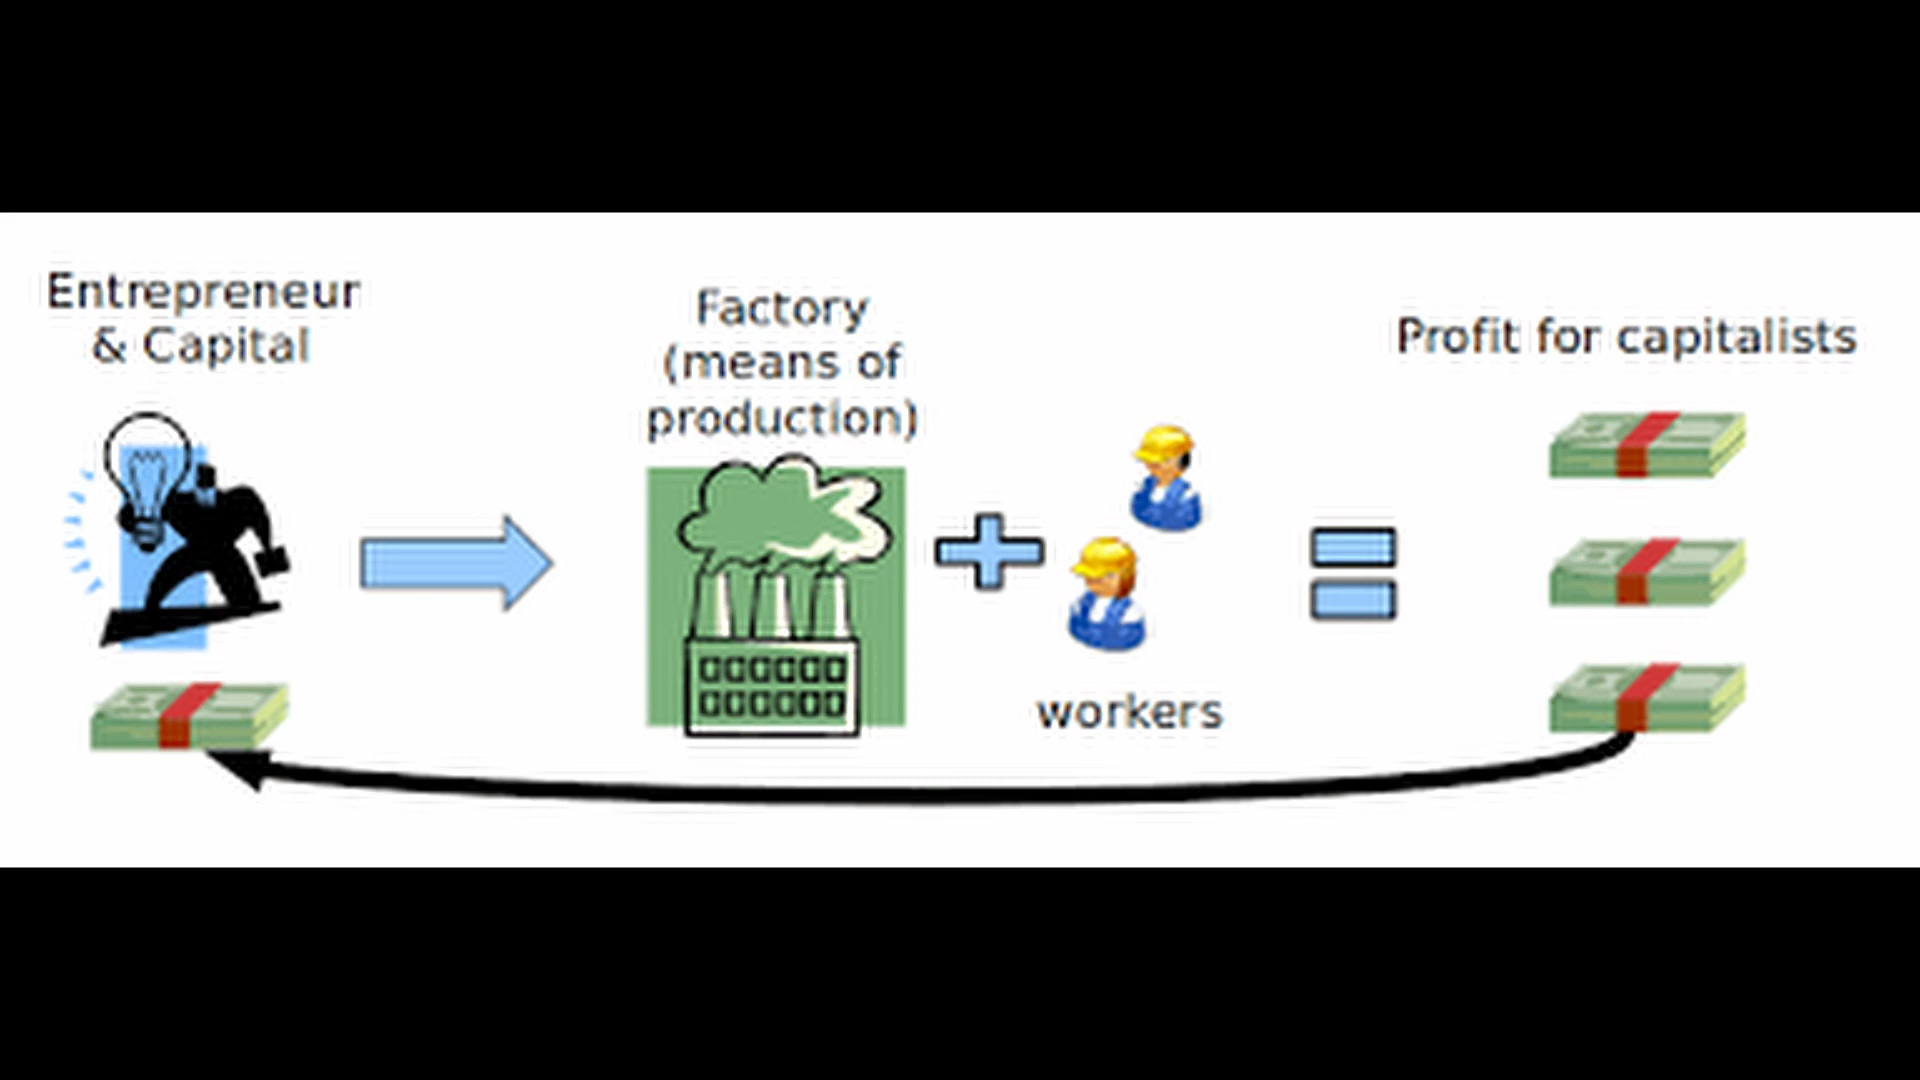 Entrepreneur
& Capital
Factory
(means of
production)
Profit for capitalists
workers